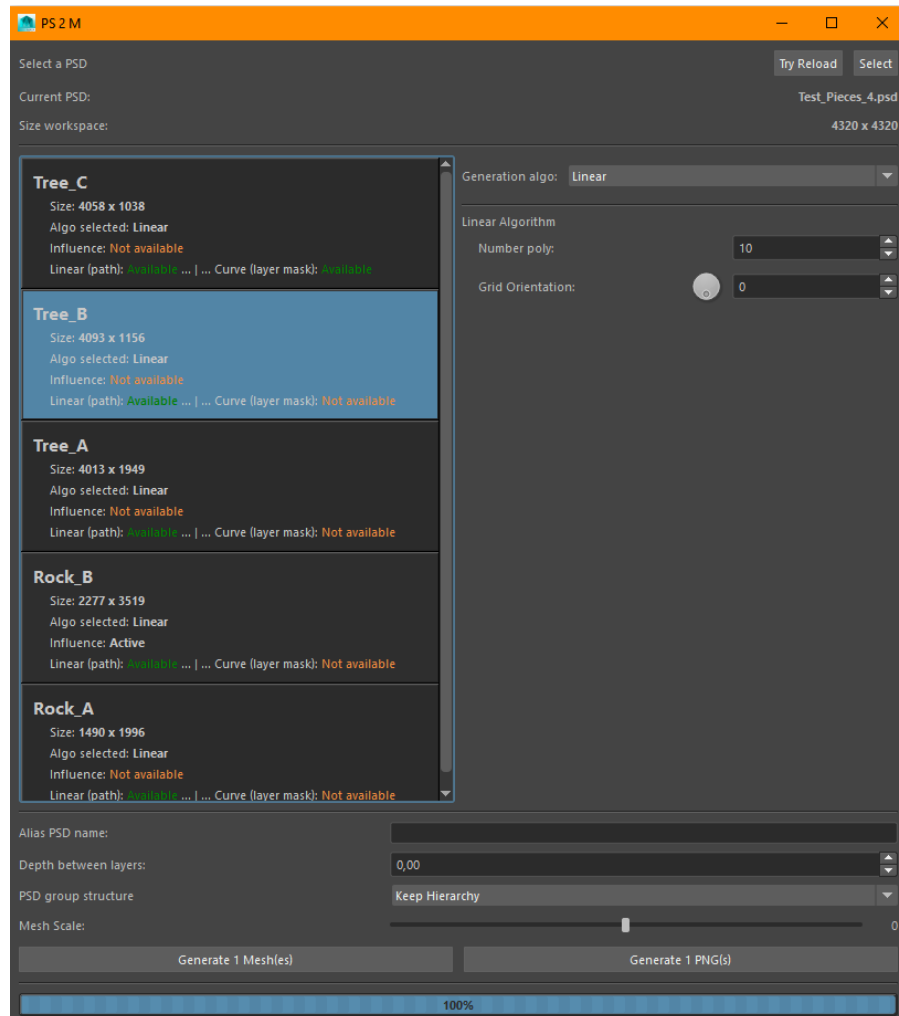 PS 2 M
Select a PSD Try Reload Select
Current PSD: Test_Pieces_4.psd
Size workspace: 4320 x 4320
Tree_C
Size: 4058 x 1038
Algo selected: Linear
Influence: Not available
Linear (path): Available ... | ... Curve (layer mask): Available
Tree_B
Size: 4093 x 1156
Algo selected: Linear
Influence: Not available
Linear (path): Available ... | ... Curve (layer mask): Not available
Tree_A
Size: 4013 x 1949
Algo selected: Linear
Influence: Not available
Linear (path): Available ... | ... Curve (layer mask): Not available
Rock_B
Size: 2277 x 3519
Algo selected: Linear
Influence: Active
Linear (path): Available ... | ... Curve (layer mask): Not available
Rock_A
Size: 1490 x 1996
Algo selected: Linear
Influence: Not available
Linear (path): Available ... | ... Curve (layer mask): Not available
Generation algo: Linear
Linear Algorithm
Number poly: 10
Grid Orientation: 0
Alias PSD name:
Depth between layers: 0,00
PSD group structure Keep Hierarchy
Mesh Scale: 0
Generate 1 Mesh(es) Generate 1 PNG(s)
100%